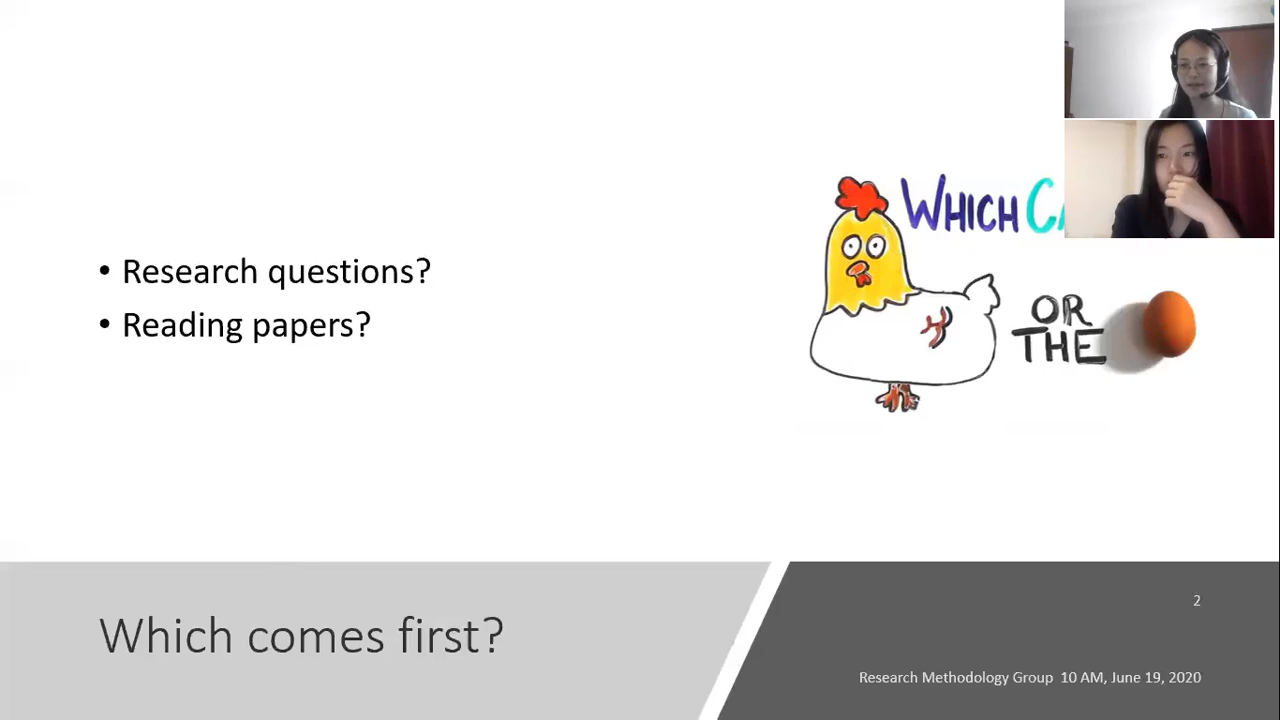 WHICH
OR
THE
• Research questions?
• Reading papers?
Which comes first?
2
Research Methodology Group 10 AM, June 19, 2020